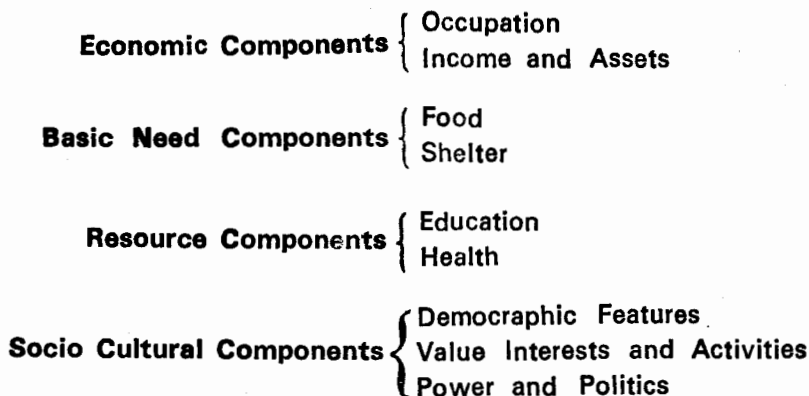 Economic Components { Occupation
Income and Assets
Basic Need Components { Food
Shelter
Resource Components { Education
Health
Socio Cultural Components { Democraphic Features
Value Interests and Activities
Power and Politics